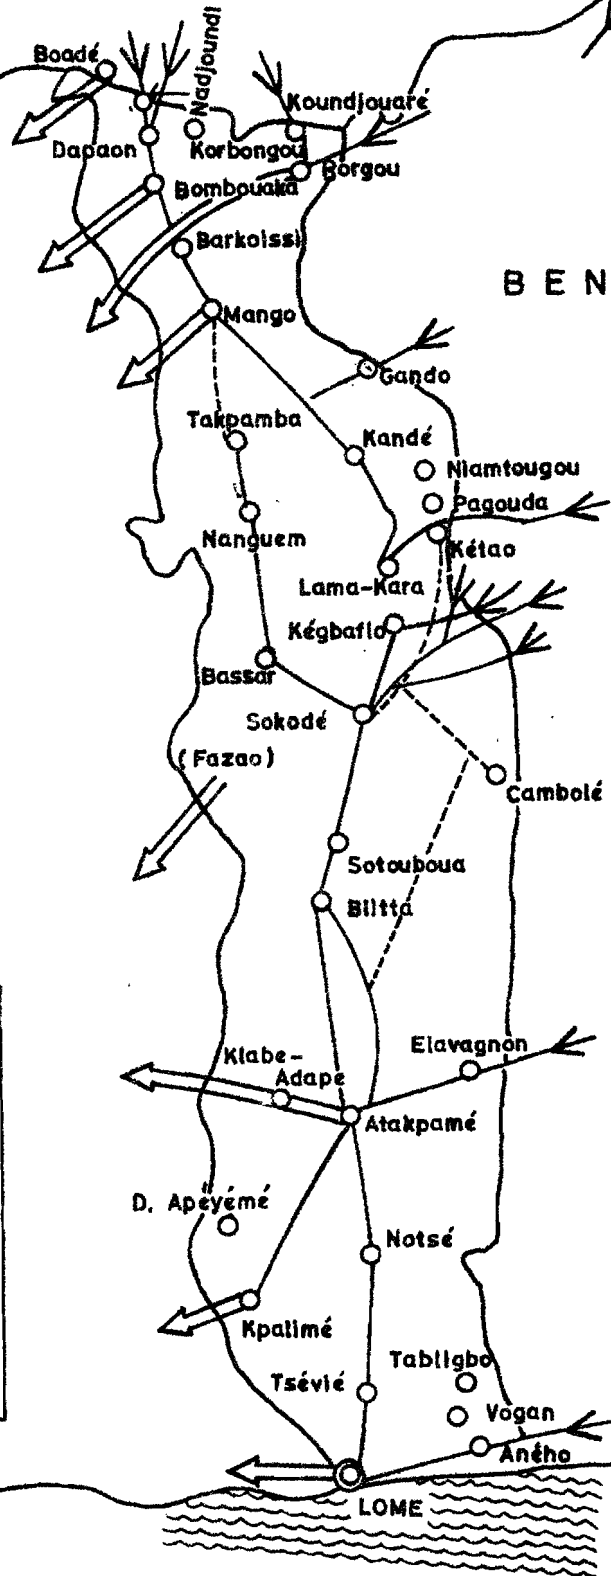 Boadé
Nadjoundi
Koundjouaré
Dapaon
Korbongou
Borgou
Bombouaka
Barkoissi
BEN
Mango
Gando
Takpamba
Kandé
Niamtougou
Pagouda
Nanguem
Kétao
Lama-Kara
Kégbafio
Bassar
Sokodé
(Fazao)
Cambolé
Sotouboua
Blitta
Elavagnon
Klabe-
Adape
Atakpamé
D. Apéyémé
Notsé
Kpalimé
Tabligbo
Tsévié
Vogan
Aného
LOME